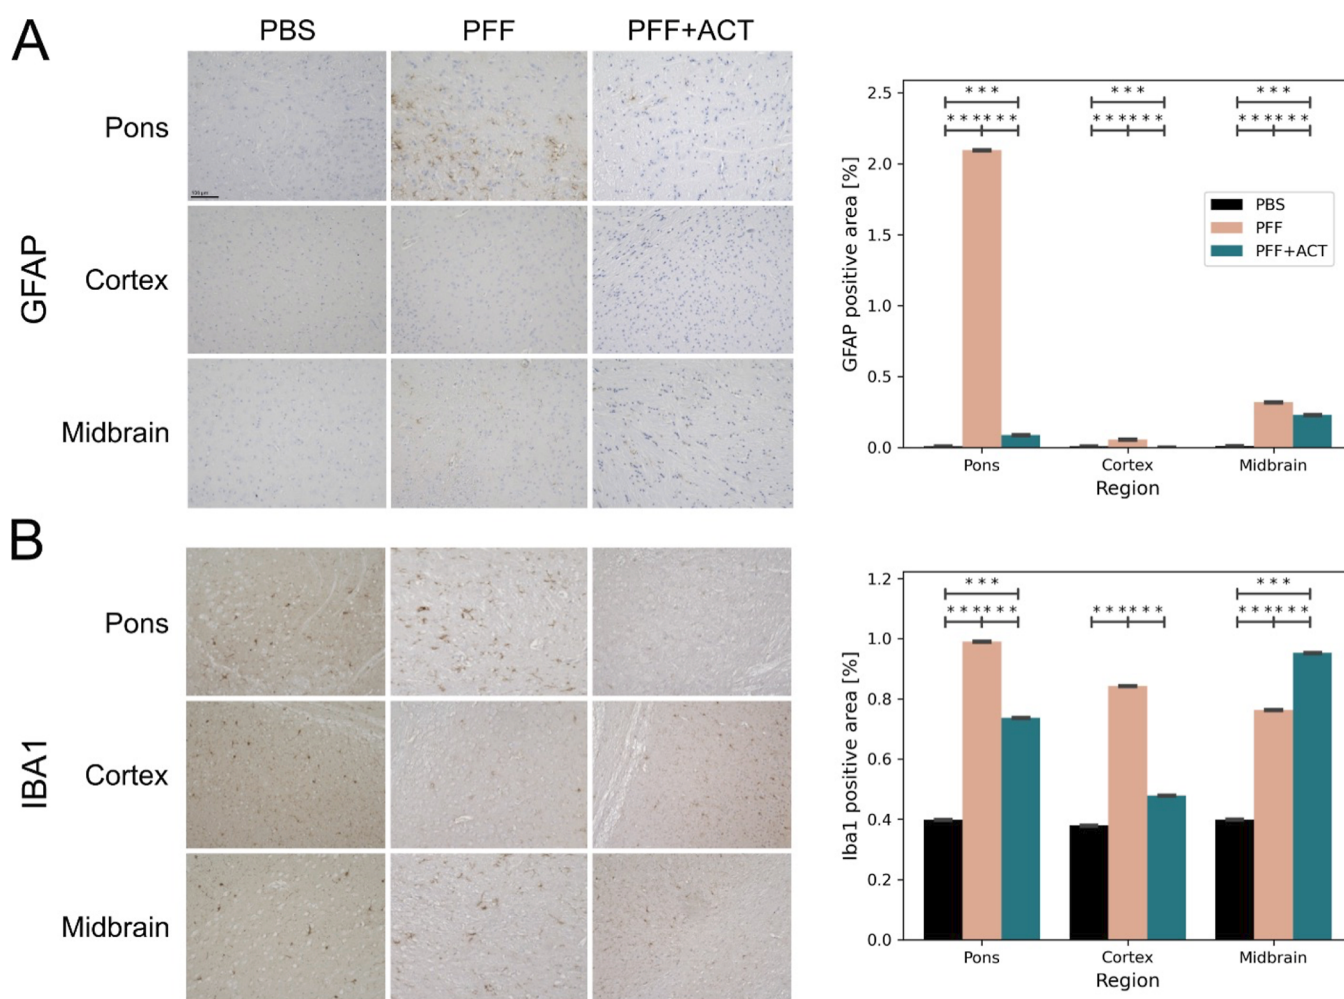 A
PBS PFF PFF+ACT
Pons
Cortex
Midbrain
GFAP
100 µm
GFAP positive area [%]
2.5
2.0
1.5
1.0
0.5
0.0
***
******
***
******
***
******
PBS
PFF
PFF+ACT
Pons Cortex Midbrain
Region
B
Pons
Cortex
Midbrain
IBA1
Iba1 positive area [%]
1.2
1.0
0.8
0.6
0.4
0.2
0.0
***
******
******
***
******
Pons Cortex Midbrain
Region